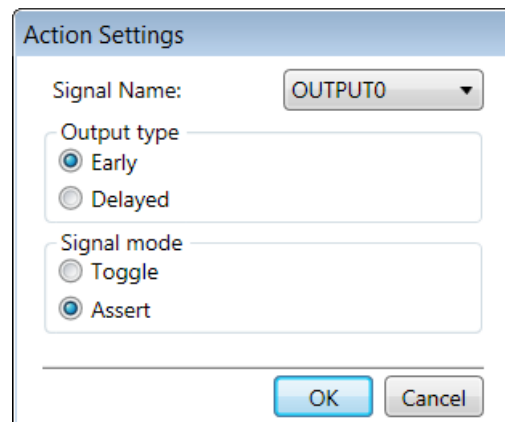 Action Settings
Signal Name: OUTPUT0
Output type
Early
Delayed
Signal mode
Toggle
Assert
OK Cancel